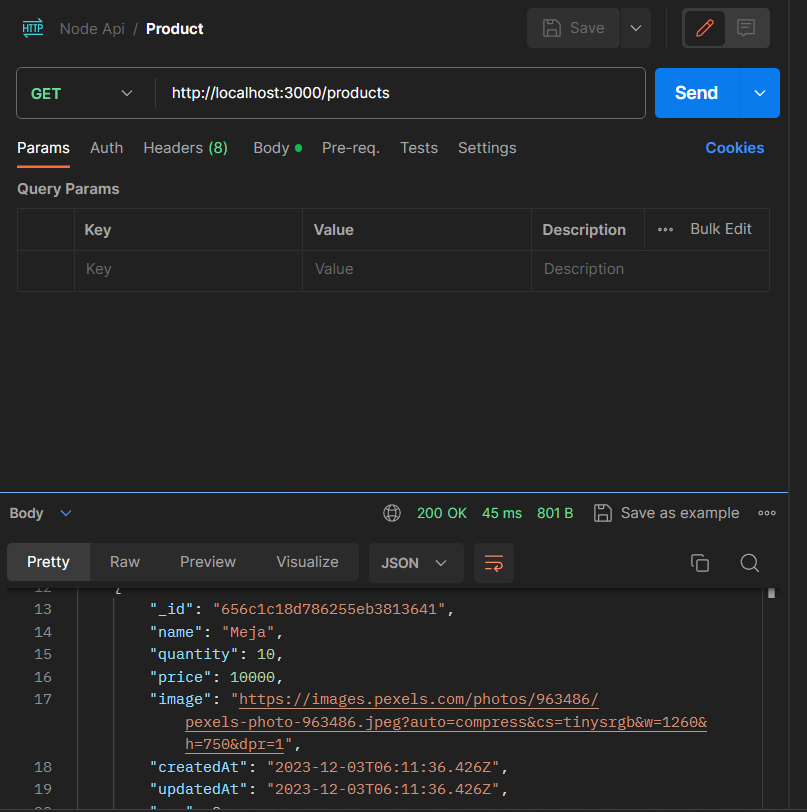 HTTP Node Api / Product Save
GET http://localhost:3000/products Send
Params Auth Headers (8) Body Pre-req. Tests Settings Cookies
Query Params
Key Value Description Bulk Edit
Key Value Description
Body 200 OK 45 ms 801 B Save as example
Pretty Raw Preview Visualize JSON
12 {
13 "_id": "656c1c18d786255eb3813641",
14 "name": "Meja",
15 "quantity": 10,
16 "price": 10000,
17 "image": "https://images.pexels.com/photos/963486/
pexels-photo-963486.jpeg?auto=compress&cs=tinysrgb&w=1260&
h=750&dpr=1",
18 "createdAt": "2023-12-03T06:11:36.426Z",
19 "updatedAt": "2023-12-03T06:11:36.426Z",